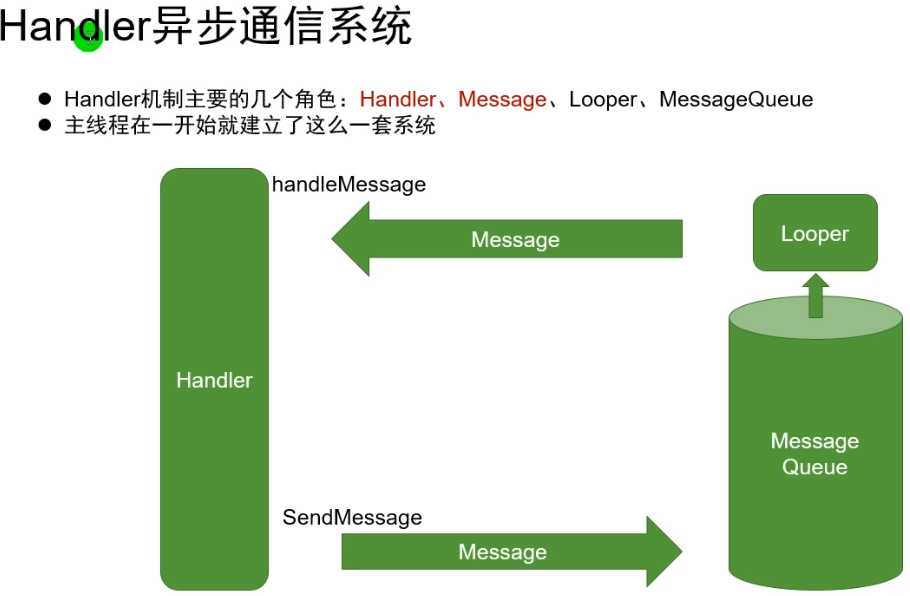 Handler异步通信系统
● Handler机制主要的几个角色：Handler、Message、Looper、MessageQueue
● 主线程在一开始就建立了这么一套系统
handleMessage
Message
Looper
Handler
Message
Queue
SendMessage
Message